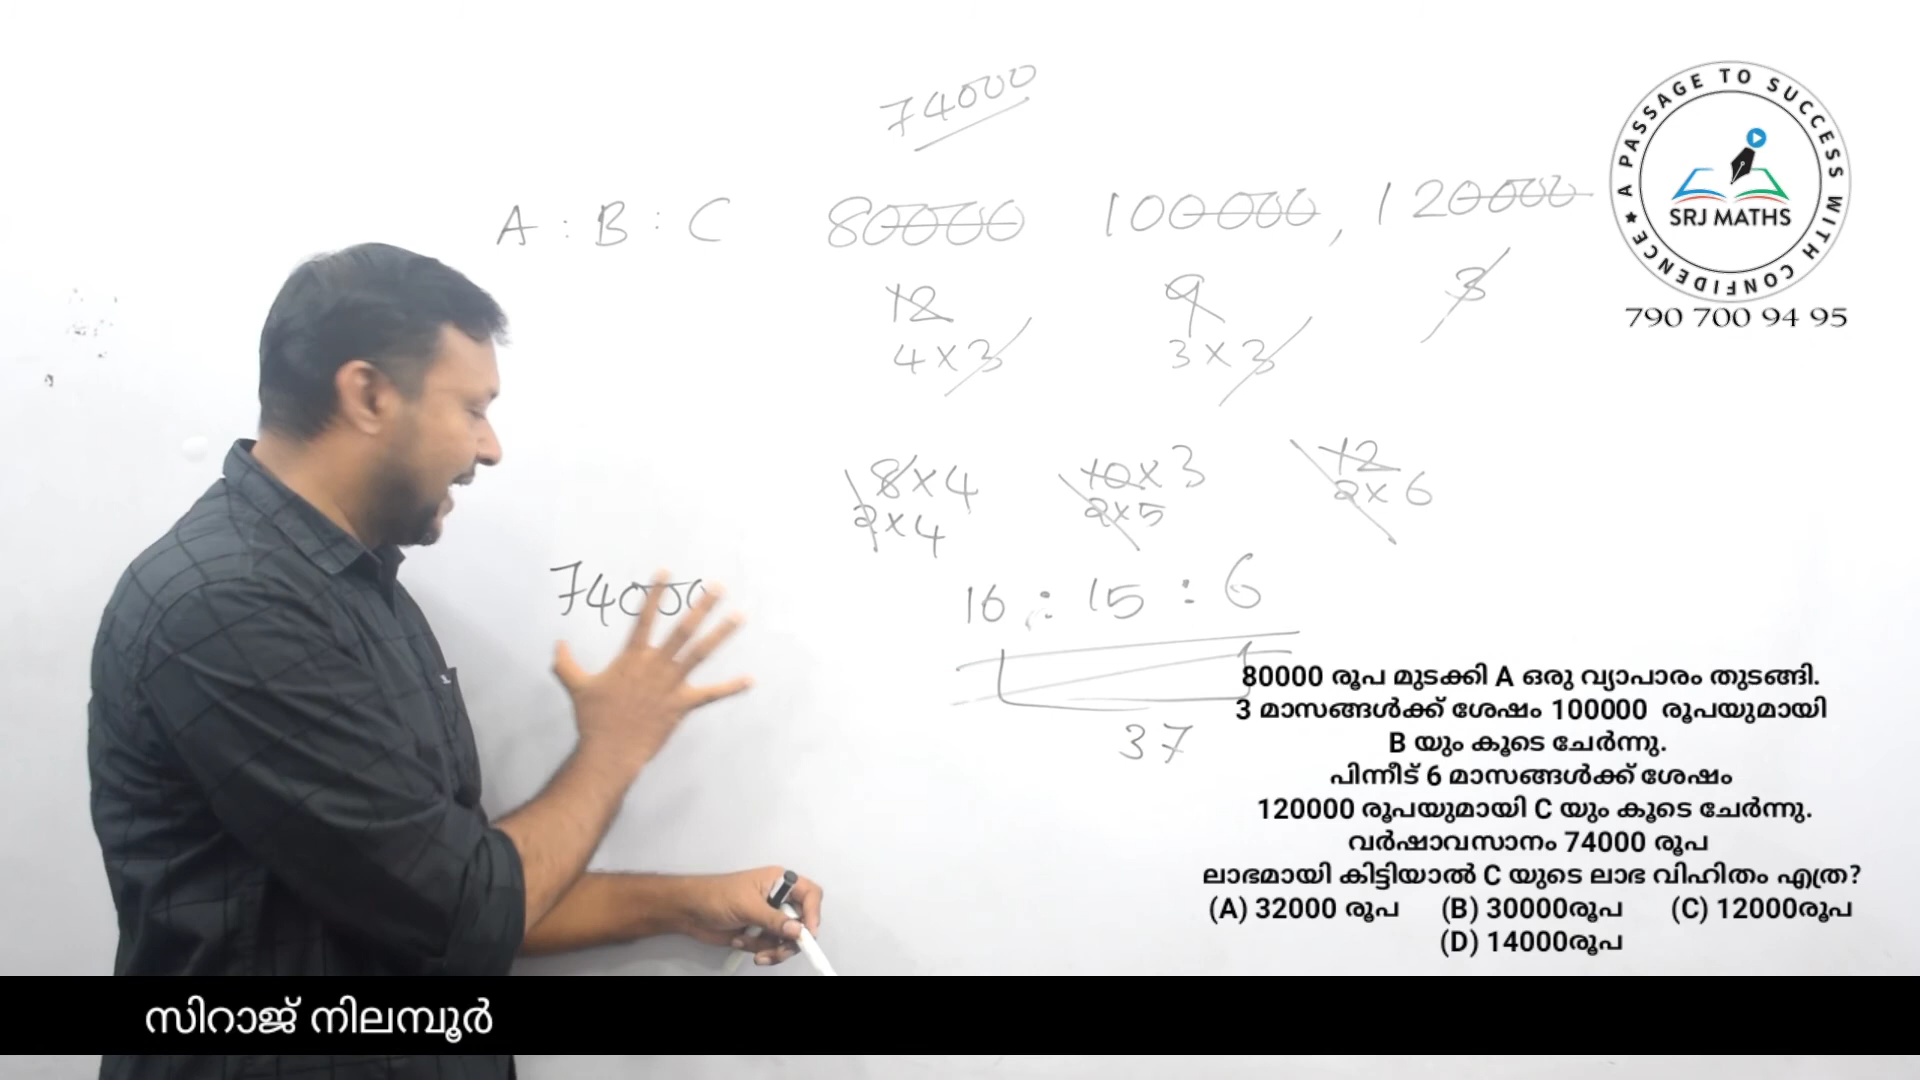 74000
A : B : C 80000 100000, 120000
12 9 3
4 x 3 3 x 3
8 x 4 10 x 3 12
2 x 4 2 x 5 2 x 6
74000 16 : 15 : 6
37
A PASSAGE TO SUCCESS WITH CONFIDENCE ★
SRJ MATHS
790 700 94 95
80000 രൂപ മുടക്കി A ഒരു വ്യാപാരം തുടങ്ങി.
3 മാസങ്ങൾക്ക് ശേഷം 100000 രൂപയുമായി
B യും കൂടെ ചേർന്നു.
പിന്നീട് 6 മാസങ്ങൾക്ക് ശേഷം
120000 രൂപയുമായി C യും കൂടെ ചേർന്നു.
വർഷാവസാനം 74000 രൂപ
ലാഭമായി കിട്ടിയാൽ C യുടെ ലാഭ വിഹിതം എത്ര?
(A) 32000 രൂപ (B) 30000രൂപ (C) 12000രൂപ
(D) 14000രൂപ
സിറാജ് നിലമ്പൂർ